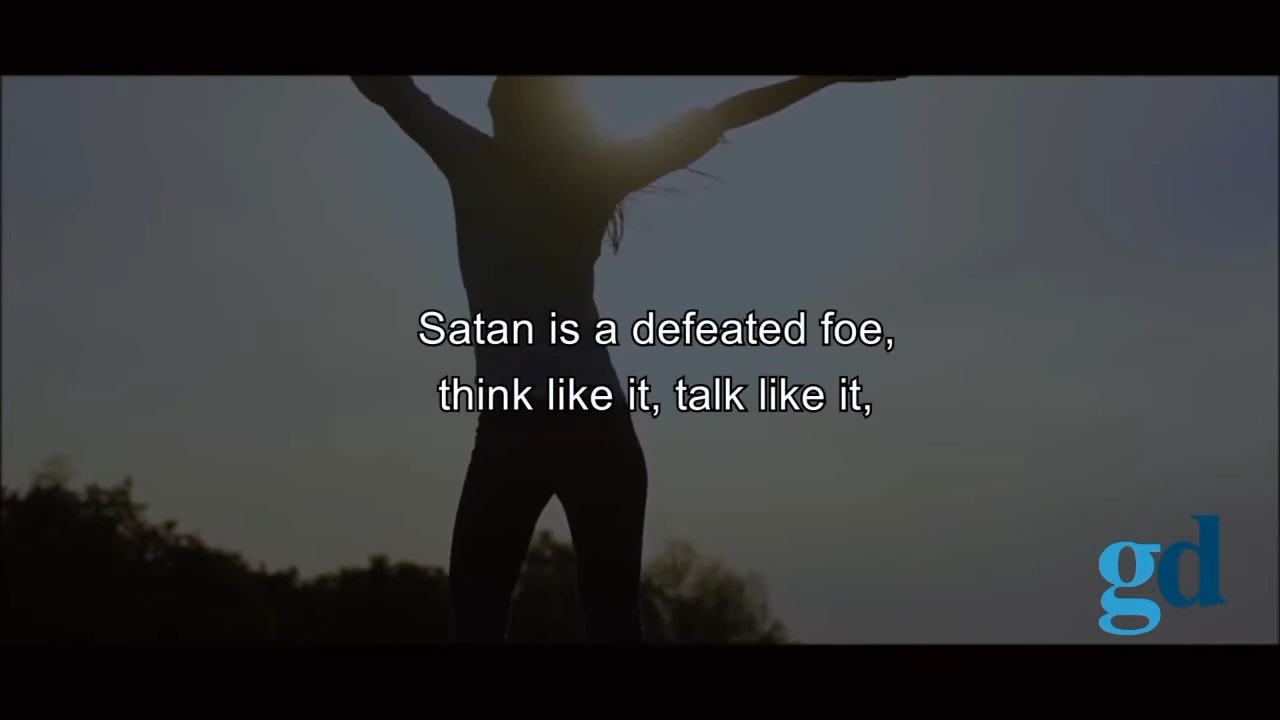 Satan is a defeated foe,
think like it, talk like it,
gd